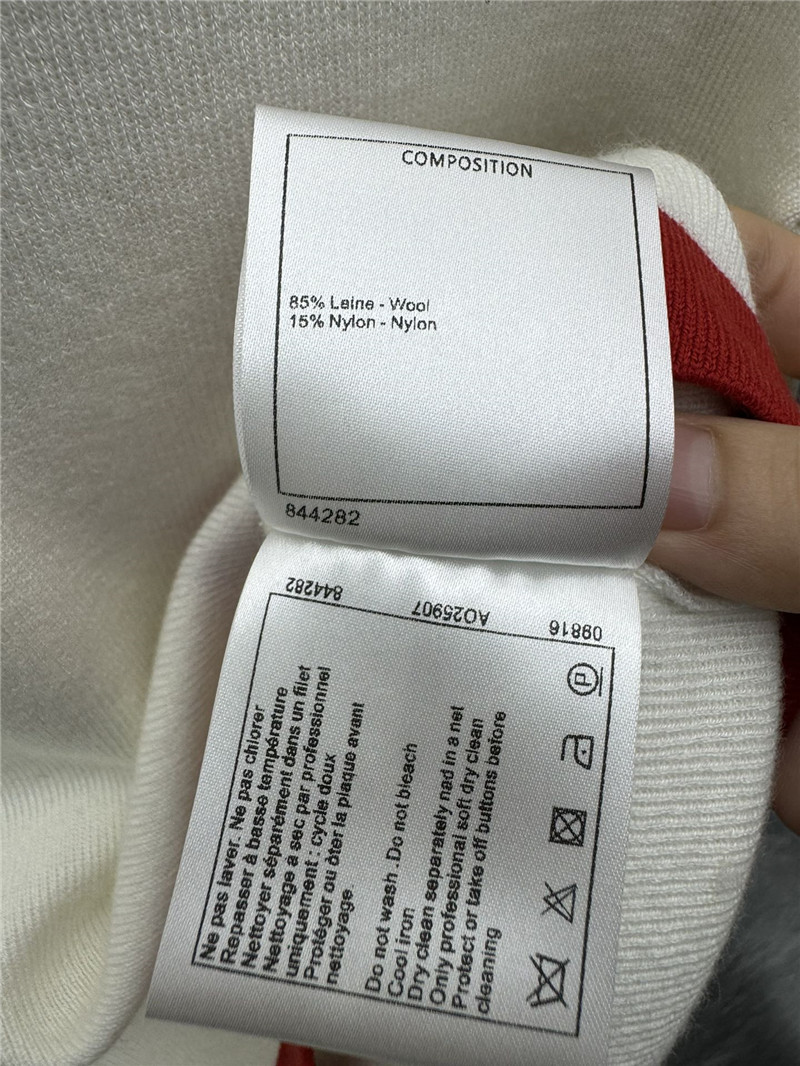 COMPOSITION
85% Leine - Wool
15% Nylon - Nylon
844282
844282 AO25907 09816
Ne pas laver. Ne pas chlorer
Repasser à basse température
Nettoyer séparément dans un filet
Nettoyage a sec par professionnel
uniquement : cycle doux
Protéger ou ôter la plaque avant
nettoyage.
Do not wash .Do not bleach
Cool iron
Dry clean separately nad in a net
Only professional soft dry clean
Protect or take off buttons before
cleaning
P